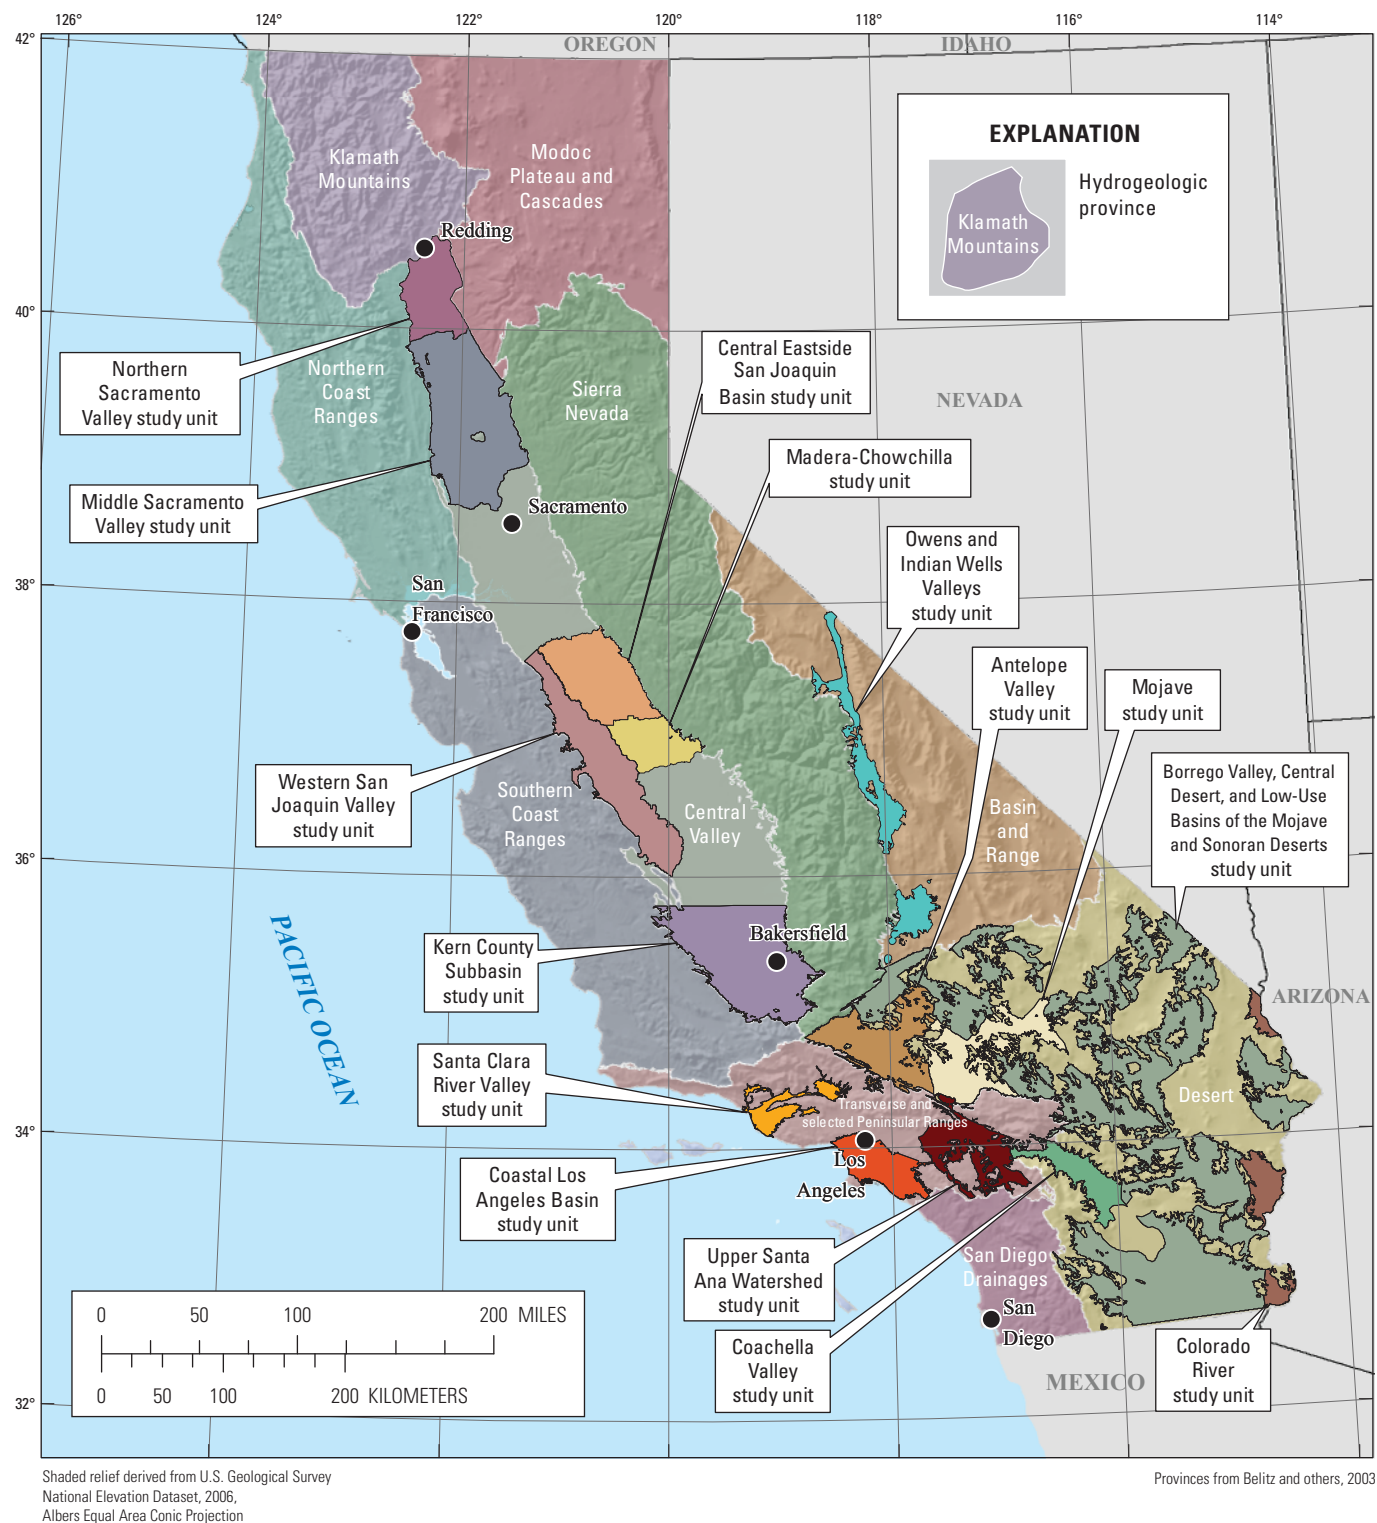 126°
124°
122°
120°
118°
116°
114°
42°
40°
38°
36°
34°
32°
OREGON
IDAHO
NEVADA
ARIZONA
MEXICO
PACIFIC OCEAN
EXPLANATION
Klamath
Mountains
Hydrogeologic
province
Klamath
Mountains
Modoc
Plateau and
Cascades
Redding
Northern
Sacramento
Valley study unit
Northern
Coast
Ranges
Sierra
Nevada
Central Eastside
San Joaquin
Basin study unit
Madera-Chowchilla
study unit
Middle Sacramento
Valley study unit
Sacramento
Owens and
Indian Wells
Valleys
study unit
San
Francisco
Antelope
Valley
study unit
Mojave
study unit
Borrego Valley, Central
Desert, and Low-Use
Basins of the Mojave
and Sonoran Deserts
study unit
Western San
Joaquin Valley
study unit
Southern
Coast
Ranges
Central
Valley
Basin
and
Range
Kern County
Subbasin
study unit
Bakersfield
Santa Clara
River Valley
study unit
Transverse and
selected Peninsular Ranges
Desert
Los
Angeles
Coastal Los
Angeles Basin
study unit
Upper Santa
Ana Watershed
study unit
San Diego
Drainages
San
Diego
Coachella
Valley
study unit
Colorado
River
study unit
0 50 100 200 MILES
0 50 100 200 KILOMETERS
Shaded relief derived from U.S. Geological Survey
National Elevation Dataset, 2006,
Albers Equal Area Conic Projection
Provinces from Belitz and others, 2003